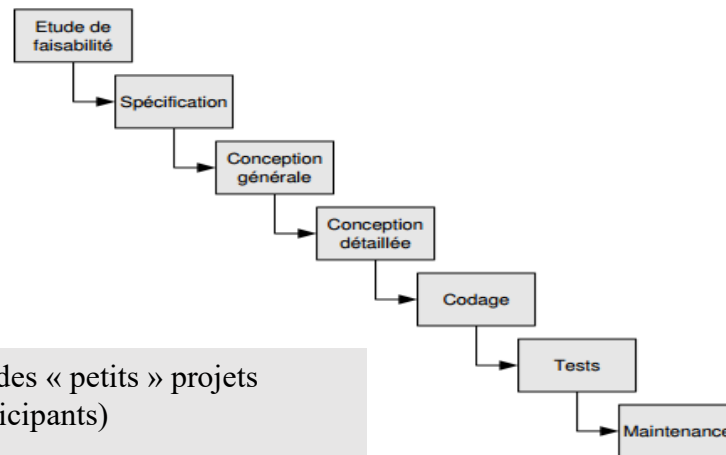 Etude de
faisabilité
Spécification
Conception
générale
Conception
détaillée
Codage
Tests
Maintenance
des « petits » projets
icipants)